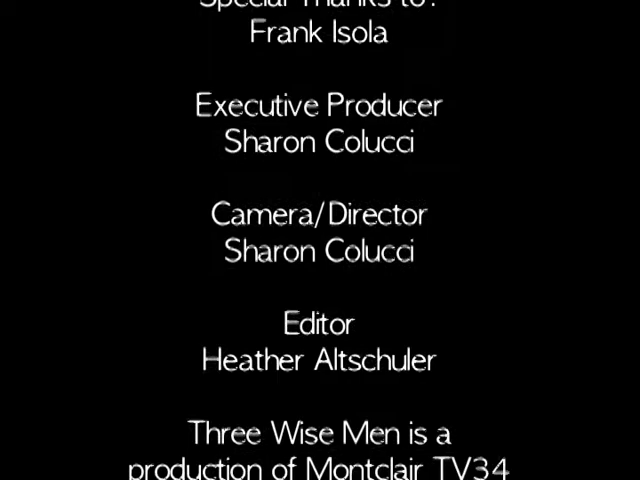 Special Thanks to:
Frank Isola
Executive Producer
Sharon Colucci
Camera/Director
Sharon Colucci
Editor
Heather Altschuler
Three Wise Men is a
production of Montclair TV34